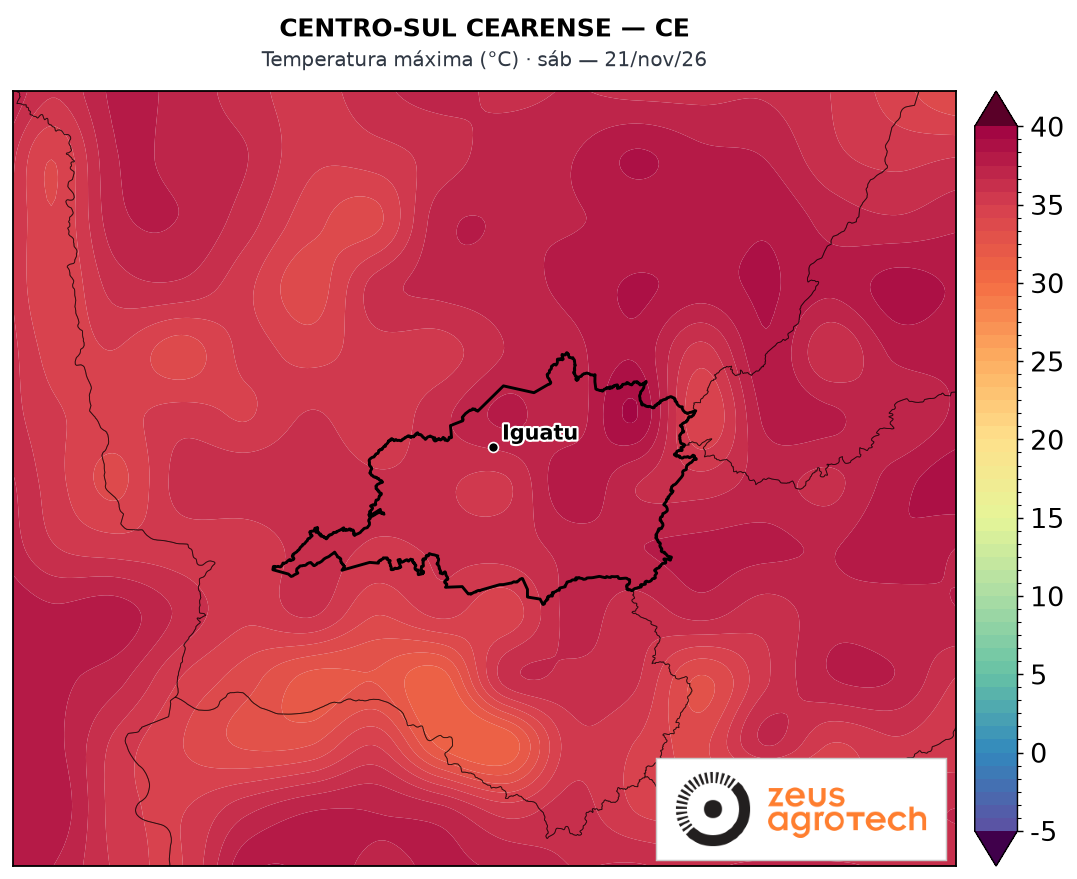 CENTRO-SUL CEARENSE — CE
Temperatura máxima (°C) · sáb — 21/nov/26
Iguatu
40
35
30
25
20
15
10
5
0
-5
zeus
agrotech